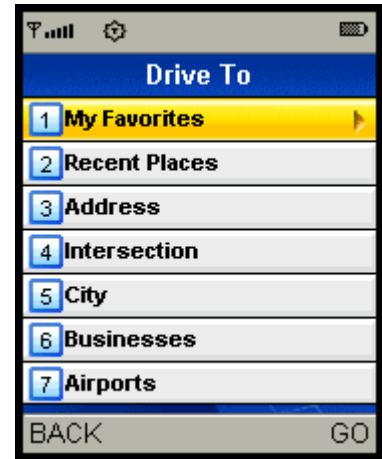 Drive To
1 My Favorites
2 Recent Places
3 Address
4 Intersection
5 City
6 Businesses
7 Airports
BACK GO